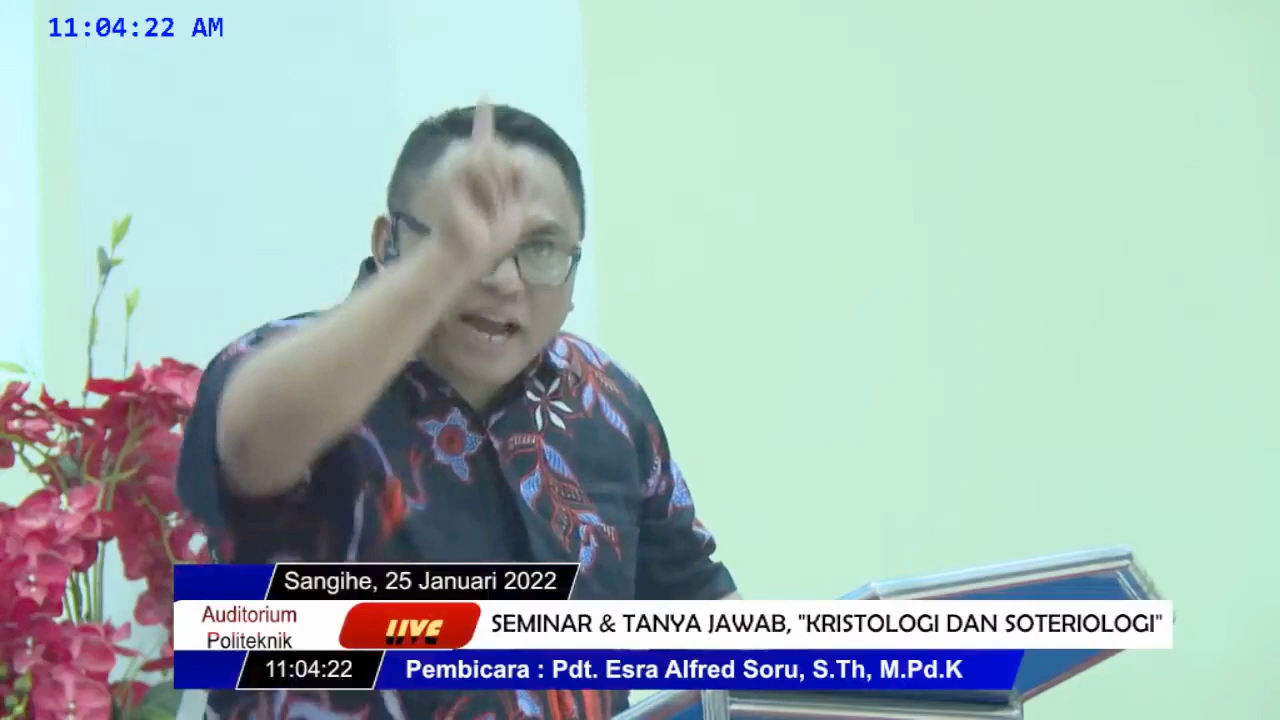 11:04:22 AM
Sangihe, 25 Januari 2022
Auditorium
Politeknik
LIVE
SEMINAR & TANYA JAWAB, "KRISTOLOGI DAN SOTERIOLOGI"
11:04:22
Pembicara : Pdt. Esra Alfred Soru, S.Th, M.Pd.K